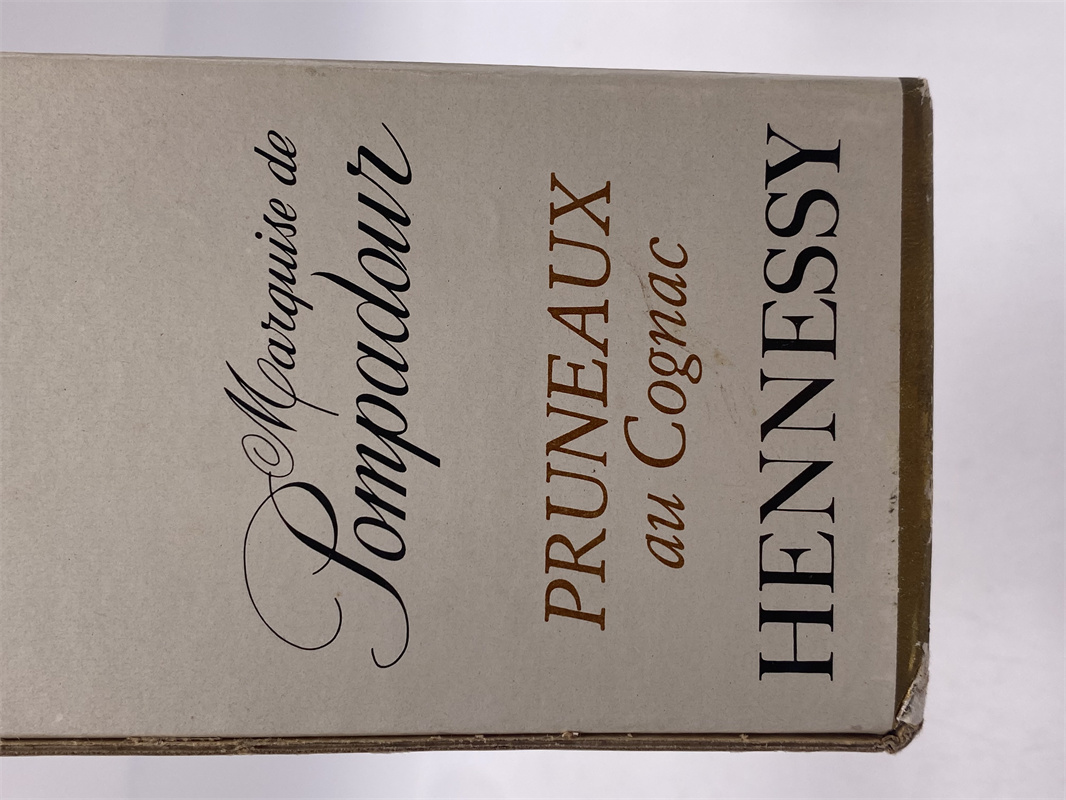 Marquise de
Pompadour
PRUNEAUX
au Cognac
HENNESSY